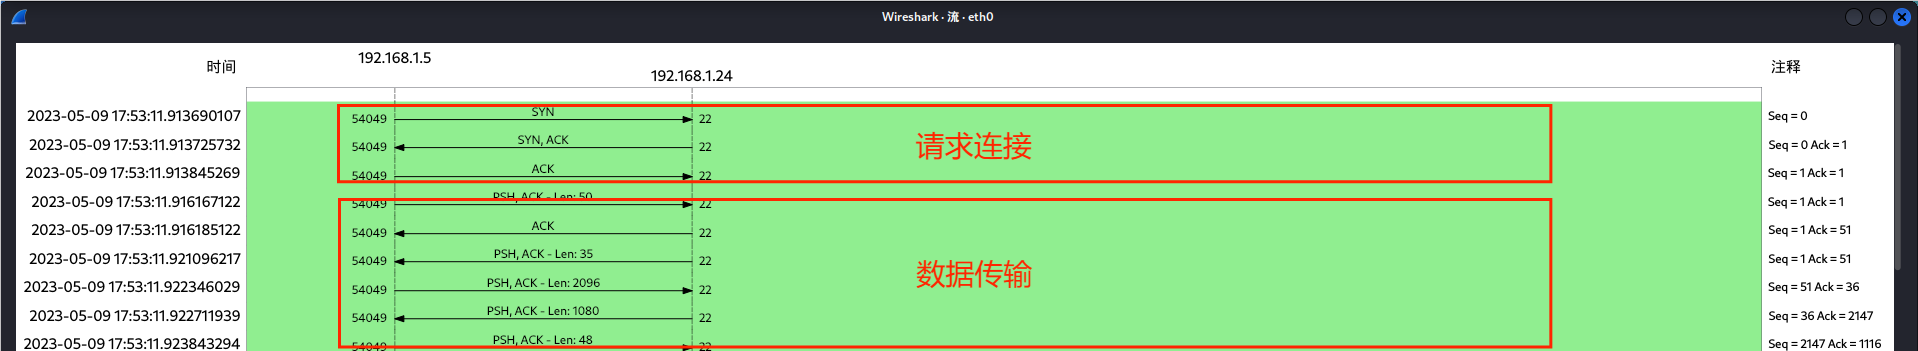 Wireshark · 流 · eth0
192.168.1.5
时间
注释
192.168.1.24
2023-05-09 17:53:11.913690107 54049 SYN 22 Seq = 0
2023-05-09 17:53:11.913725732 54049 SYN, ACK 22 Seq = 0 Ack = 1
请求连接
2023-05-09 17:53:11.913845269 54049 ACK 22 Seq = 1 Ack = 1
2023-05-09 17:53:11.916167122 54049 PSH, ACK - Len: 50 22 Seq = 1 Ack = 1
2023-05-09 17:53:11.916185122 54049 ACK 22 Seq = 1 Ack = 51
2023-05-09 17:53:11.921096217 54049 PSH, ACK - Len: 35 22 Seq = 1 Ack = 51
数据传输
2023-05-09 17:53:11.922346029 54049 PSH, ACK - Len: 2096 22 Seq = 51 Ack = 36
2023-05-09 17:53:11.922711939 54049 PSH, ACK - Len: 1080 22 Seq = 36 Ack = 2147
2023-05-09 17:53:11.923843294 54049 PSH, ACK - Len: 48 22 Seq = 2147 Ack = 1116